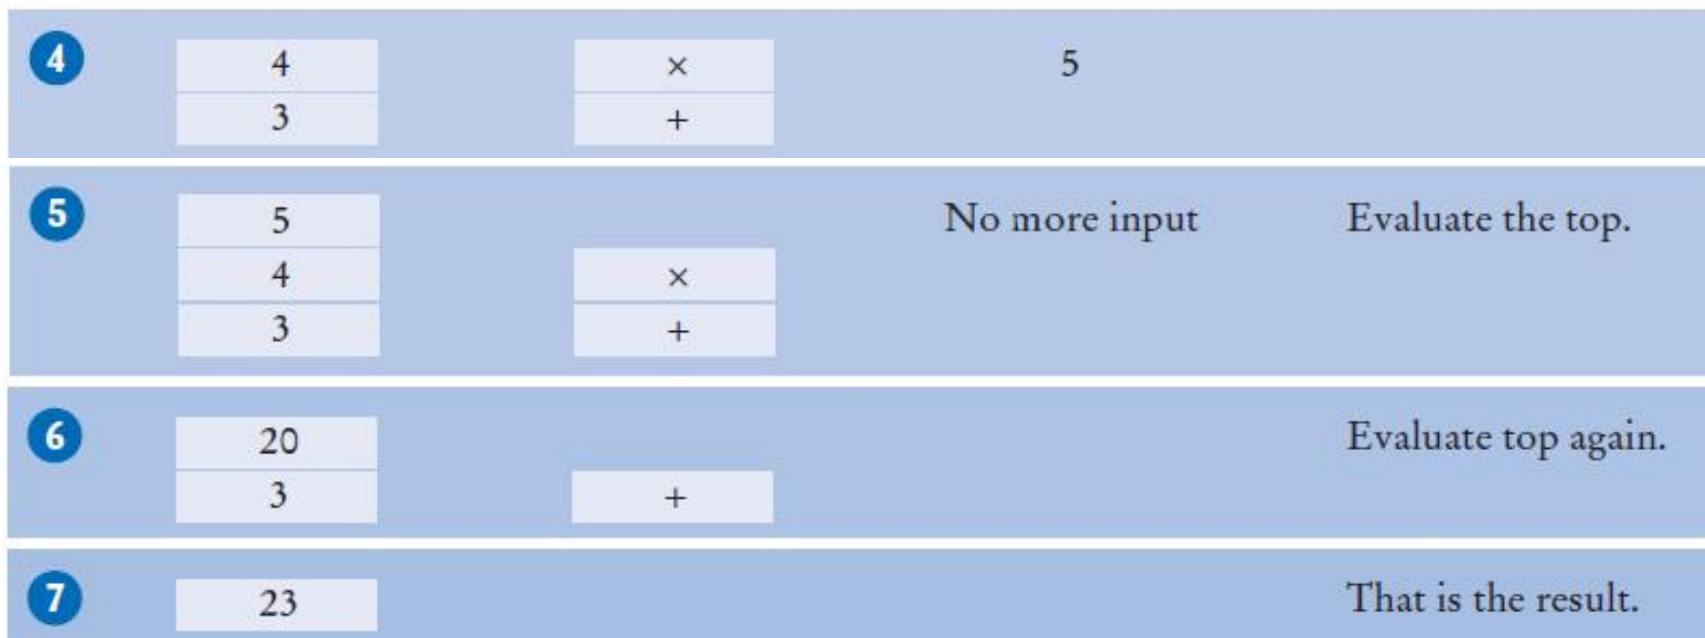 4 4 × 5
3 +
5 5 No more input Evaluate the top.
4 ×
3 +
6 20 Evaluate top again.
3 +
7 23 That is the result.